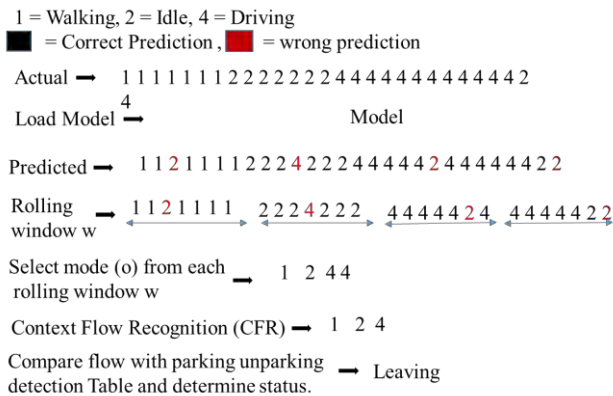 1 = Walking, 2 = Idle, 4 = Driving
= Correct Prediction , = wrong prediction
Actual → 1 1 1 1 1 1 1 2 2 2 2 2 2 2 4 4 4 4 4 4 4 4 4 4 4 4 2
4
Load Model → Model
Predicted → 1 1 2 1 1 1 1 2 2 2 4 2 2 2 4 4 4 4 4 2 4 4 4 4 4 4 2 2
Rolling → 1 1 2 1 1 1 1 2 2 2 4 2 2 2 4 4 4 4 4 2 4 4 4 4 4 4 2 2
window w
Select mode (o) from each → 1 2 4 4
rolling window w
Context Flow Recognition (CFR) → 1 2 4
Compare flow with parking unparking → Leaving
detection Table and determine status.